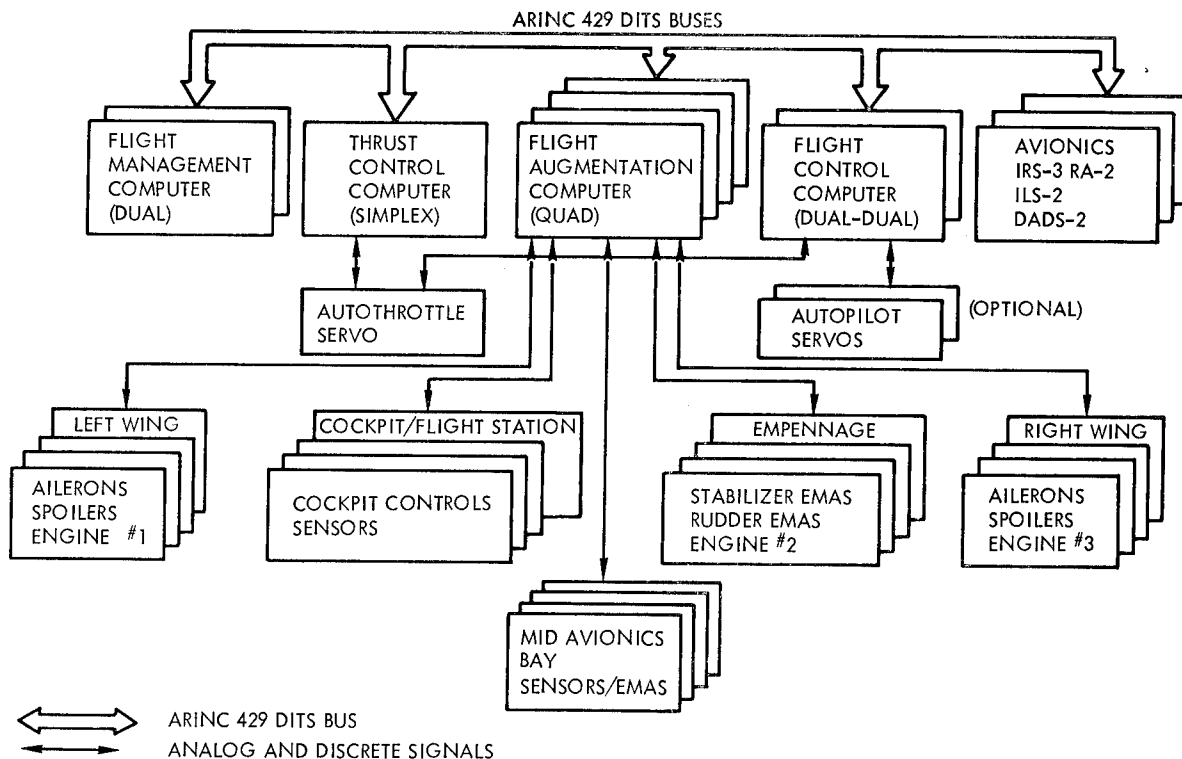 ARINC 429 DITS BUSES
FLIGHT
MANAGEMENT
COMPUTER
(DUAL)
THRUST
CONTROL
COMPUTER
(SIMPLEX)
FLIGHT
AUGMENTATION
COMPUTER
(QUAD)
FLIGHT
CONTROL
COMPUTER
(DUAL-DUAL)
AVIONICS
IRS-3 RA-2
ILS-2
DADS-2
AUTOTHROTTLE
SERVO
AUTOPILOT
SERVOS
(OPTIONAL)
LEFT WING
AILERONS
SPOILERS
ENGINE #1
COCKPIT/FLIGHT STATION
COCKPIT CONTROLS
SENSORS
EMPENNAGE
STABILIZER EMAS
RUDDER EMAS
ENGINE #2
RIGHT WING
AILERONS
SPOILERS
ENGINE #3
MID AVIONICS
BAY
SENSORS/EMAS
ARINC 429 DITS BUS
ANALOG AND DISCRETE SIGNALS